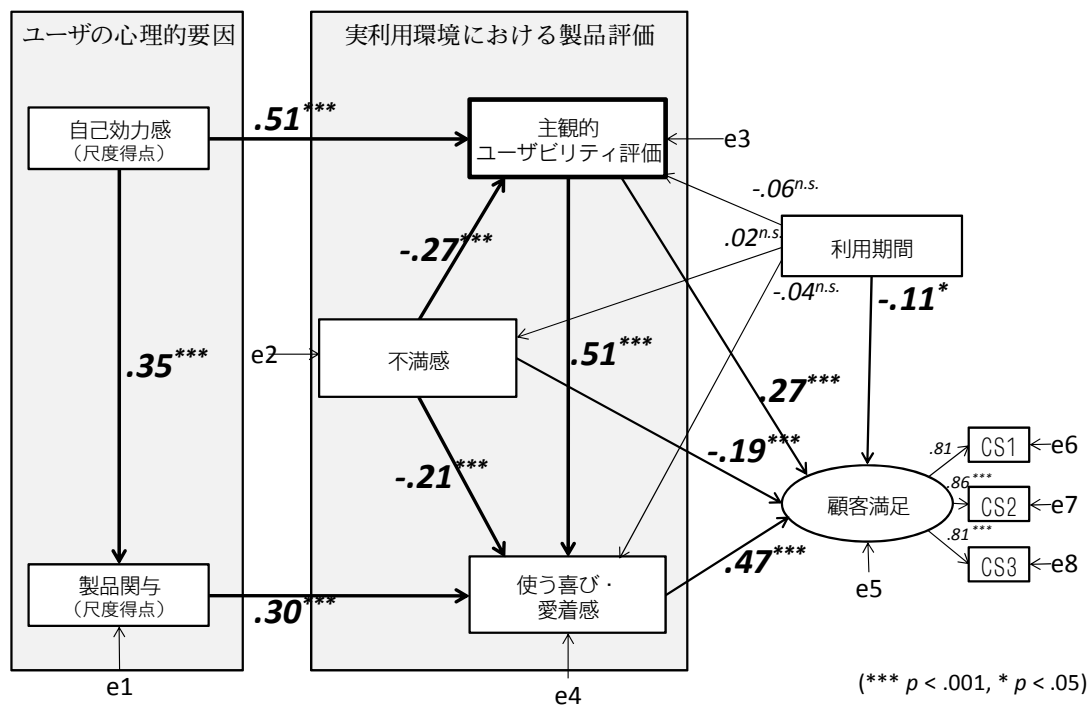 ユーザの心理的要因
実利用環境における製品評価
自己効力感
（尺度得点）
.51***
主観的
ユーザビリティ評価
e3
-.06n.s.
.02n.s.
利用期間
-.27***
-.04n.s.
-.11*
e2
不満感
.35***
.51***
.27***
-.19***
-.21***
顧客満足
.81
CS1
e6
.86***
CS2
e7
.81***
CS3
e8
.47***
e5
製品関与
（尺度得点）
.30***
使う喜び・
愛着感
e1
e4
(*** p < .001, * p < .05)